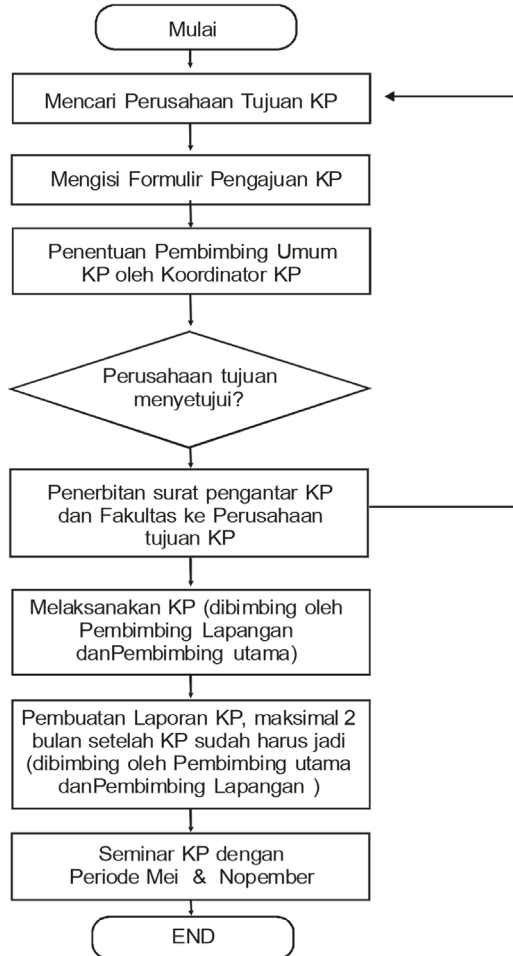 Mulai
Mencari Perusahaan Tujuan KP
Mengisi Formulir Pengajuan KP
Penentuan Pembimbing Umum
KP oleh Koordinator KP
Perusahaan tujuan
menyetujui?
Penerbitan surat pengantar KP
dan Fakultas ke Perusahaan
tujuan KP
Melaksanakan KP (dibimbing oleh
Pembimbing Lapangan
danPembimbing utama)
Pembuatan Laporan KP, maksimal 2
bulan setelah KP sudah harus jadi
(dibimbing oleh Pembimbing utama
danPembimbing Lapangan )
Seminar KP dengan
Periode Mei & Nopember
END